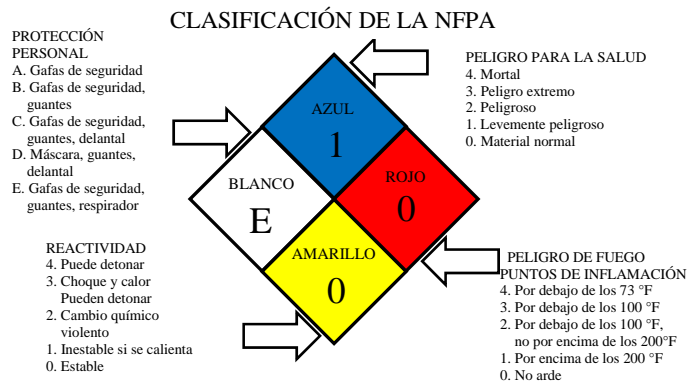 CLASIFICACIÓN DE LA NFPA
PROTECCIÓN
PERSONAL
A. Gafas de seguridad
B. Gafas de seguridad,
guantes
C. Gafas de seguridad,
guantes, delantal
D. Máscara, guantes,
delantal
E. Gafas de seguridad,
guantes, respirador
PELIGRO PARA LA SALUD
4. Mortal
3. Peligro extremo
2. Peligroso
1. Levemente peligroso
0. Material normal
AZUL
1
BLANCO
E
ROJO
0
AMARILLO
0
REACTIVIDAD
4. Puede detonar
3. Choque y calor
Pueden detonar
2. Cambio químico
violento
1. Inestable si se calienta
0. Estable
PELIGRO DE FUEGO
PUNTOS DE INFLAMACIÓN
4. Por debajo de los 73 °F
3. Por debajo de los 100 °F
2. Por debajo de los 100 °F,
no por encima de los 200°F
1. Por encima de los 200 °F
0. No arde